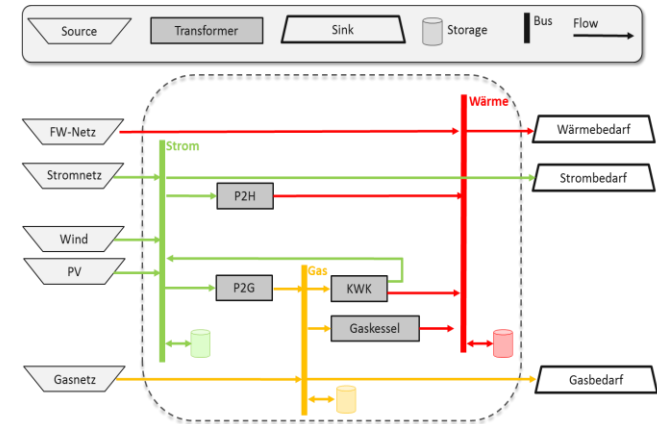 Source
Transformer
Sink
Storage
Bus
Flow
Wärme
FW-Netz
Wärmebedarf
Strom
Stromnetz
Strombedarf
P2H
Wind
PV
Gas
P2G
KWK
Gaskessel
Gasnetz
Gasbedarf